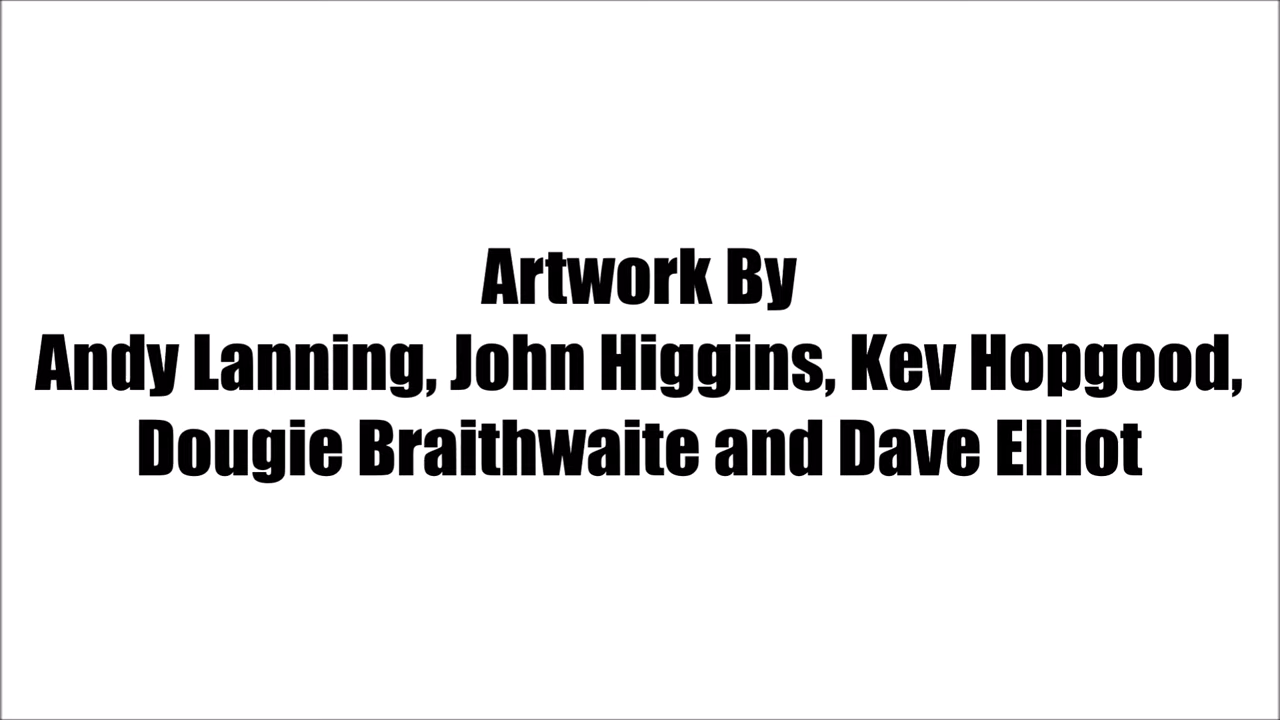 Artwork By
Andy Lanning, John Higgins, Kev Hopgood,
Dougie Braithwaite and Dave Elliot